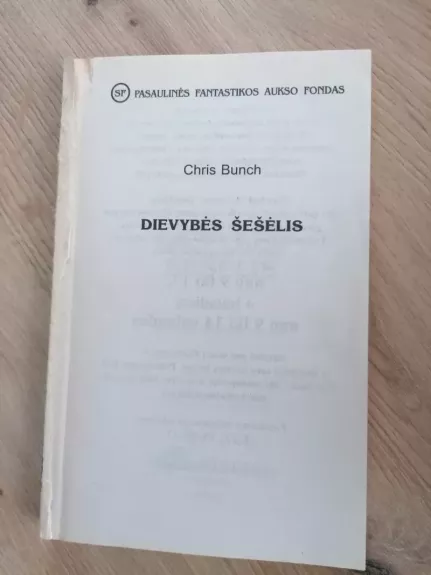 SF PASAULINĖS FANTASTIKOS AUKSO FONDAS
Chris Bunch
DIEVYBĖS ŠEŠĖLIS